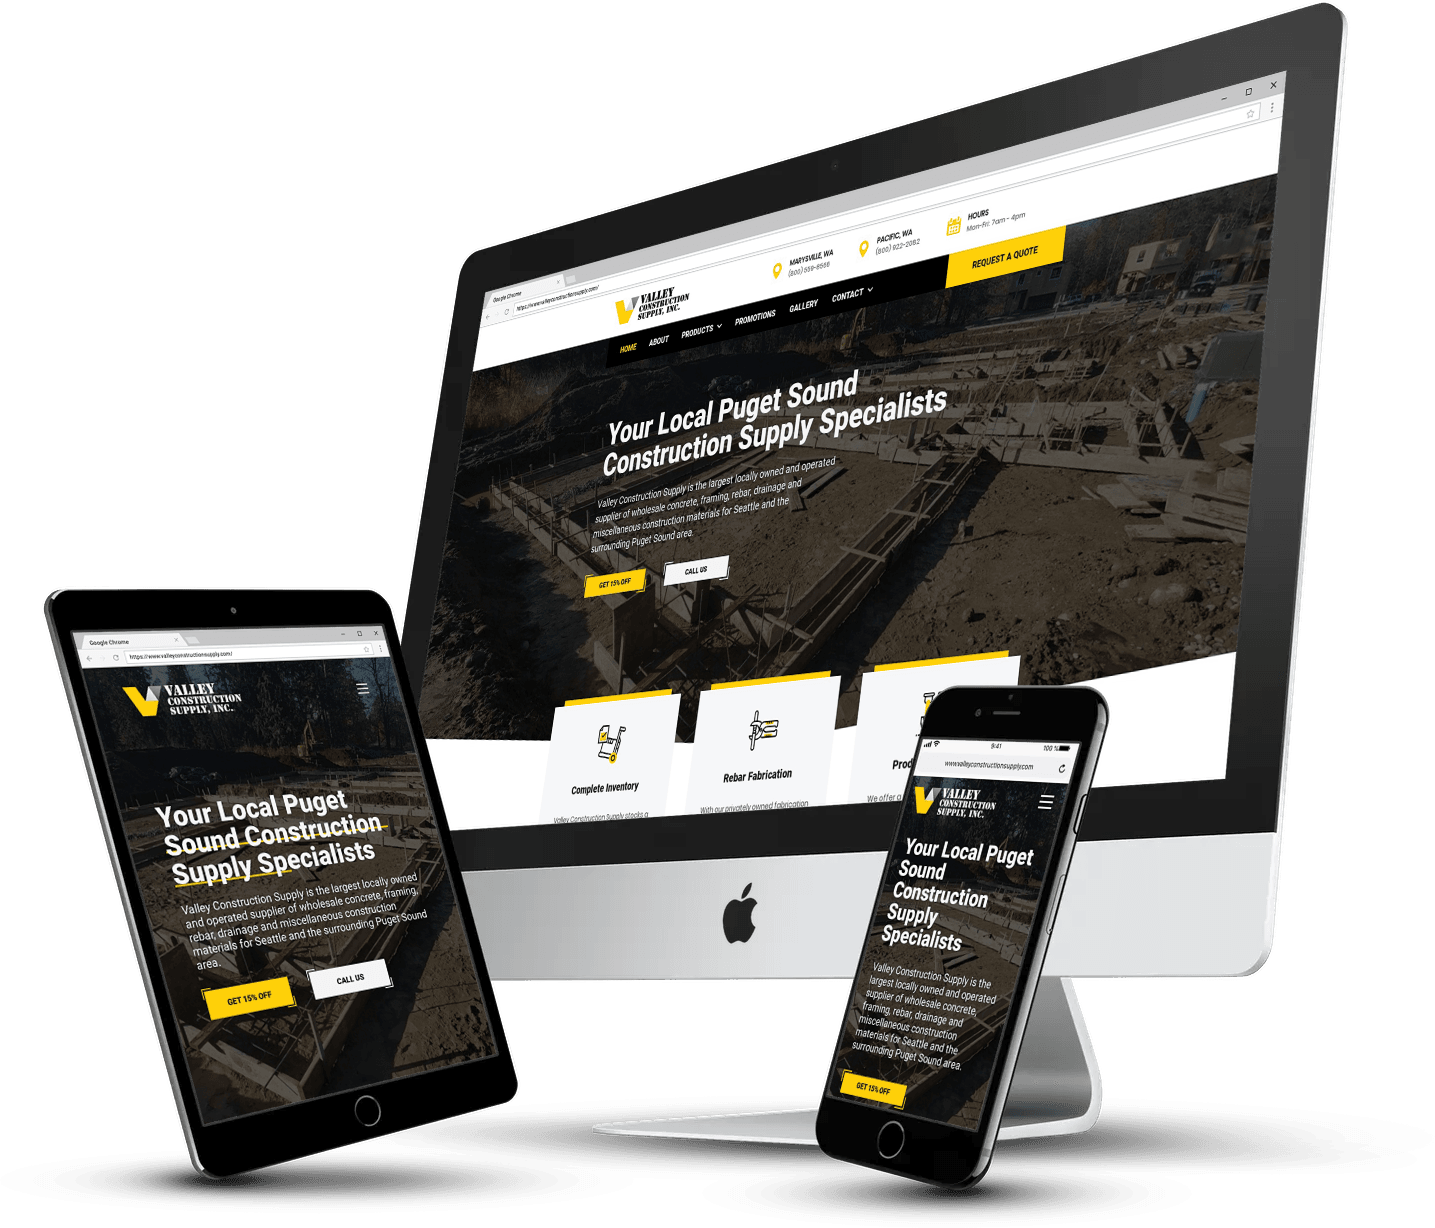 Google Chrome
https://www.valleyconstructionsupply.com/
VALLEY
CONSTRUCTION
SUPPLY, INC.
MARYSVILLE, WA
(800) 559-8566
PACIFIC, WA
(800) 922-2082
HOURS
Mon-Fri: 7am - 4pm
HOME ABOUT PRODUCTS PROMOTIONS GALLERY CONTACT
REQUEST A QUOTE
Your Local Puget Sound
Construction Supply Specialists
Valley Construction Supply is the largest locally owned and operated
supplier of wholesale concrete, framing, rebar, drainage and
miscellaneous construction materials for Seattle and the
surrounding Puget Sound area.
GET 15% OFF
CALL US
Complete Inventory
Valley Construction Supply stocks a
Rebar Fabrication
With our privately owned fabrication
Prod
We offer a
Google Chrome
https://www.valleyconstructionsupply.com/
VALLEY
CONSTRUCTION
SUPPLY, INC.
Your Local Puget
Sound Construction
Supply Specialists
Valley Construction Supply is the largest locally owned
and operated supplier of wholesale concrete, framing,
rebar, drainage and miscellaneous construction
materials for Seattle and the surrounding Puget Sound
area.
GET 15% OFF
CALL US
9:41
100 %
www.valleyconstructionsupply.com
VALLEY
CONSTRUCTION
SUPPLY, INC.
Your Local Puget
Sound
Construction
Supply
Specialists
Valley Construction Supply is the
largest locally owned and operated
supplier of wholesale concrete,
framing, rebar, drainage and
miscellaneous construction
materials for Seattle and the
surrounding Puget Sound area.
GET 15% OFF